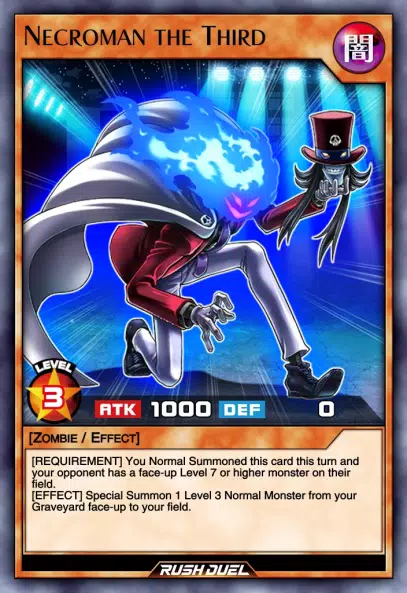 Necroman the Third
闇
LEVEL
3
ATK 1000 DEF 0
[Zombie / Effect]
[REQUIREMENT] You Normal Summoned this card this turn and
your opponent has a face-up Level 7 or higher monster on their
field.
[EFFECT] Special Summon 1 Level 3 Normal Monster from your
Graveyard face-up to your field.
RUSH DUEL